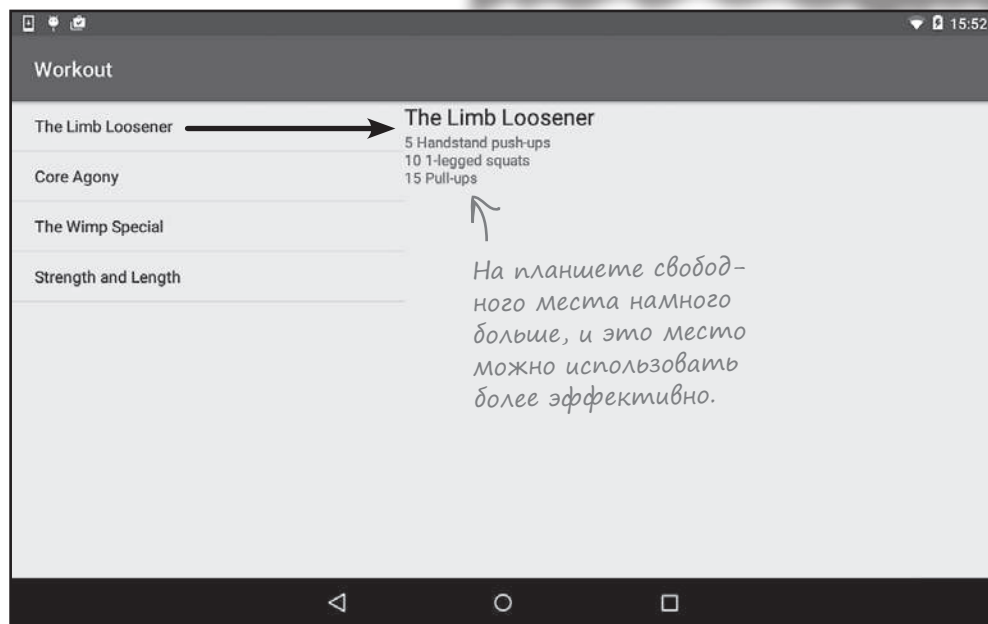 15:52
Workout
The Limb Loosener
Core Agony
The Wimp Special
Strength and Length
The Limb Loosener
5 Handstand push-ups
10 1-legged squats
15 Pull-ups
На планшете свобод-
ного места намного
больше, и это место
можно использовать
более эффективно.